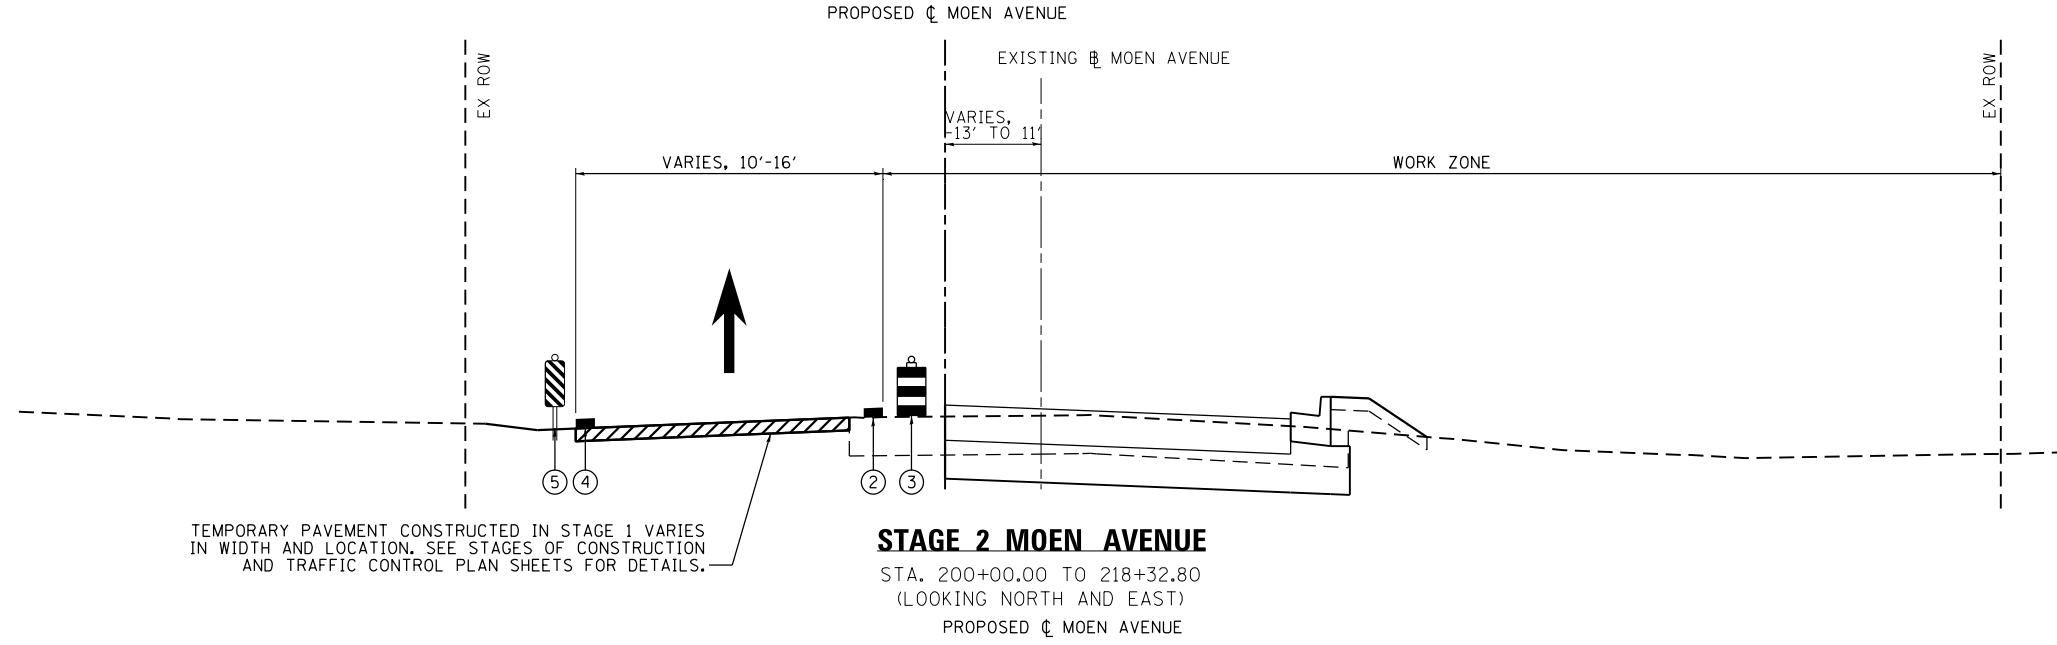 PROPOSED ℄ MOEN AVENUE
EXISTING BL MOEN AVENUE
EX ROW
EX ROW
VARIES,
-13' TO 11'
VARIES, 10'-16'
WORK ZONE
5
4
2
3
TEMPORARY PAVEMENT CONSTRUCTED IN STAGE 1 VARIES
IN WIDTH AND LOCATION. SEE STAGES OF CONSTRUCTION
AND TRAFFIC CONTROL PLAN SHEETS FOR DETAILS.
STAGE 2 MOEN AVENUE
STA. 200+00.00 TO 218+32.80
(LOOKING NORTH AND EAST)
PROPOSED ℄ MOEN AVENUE